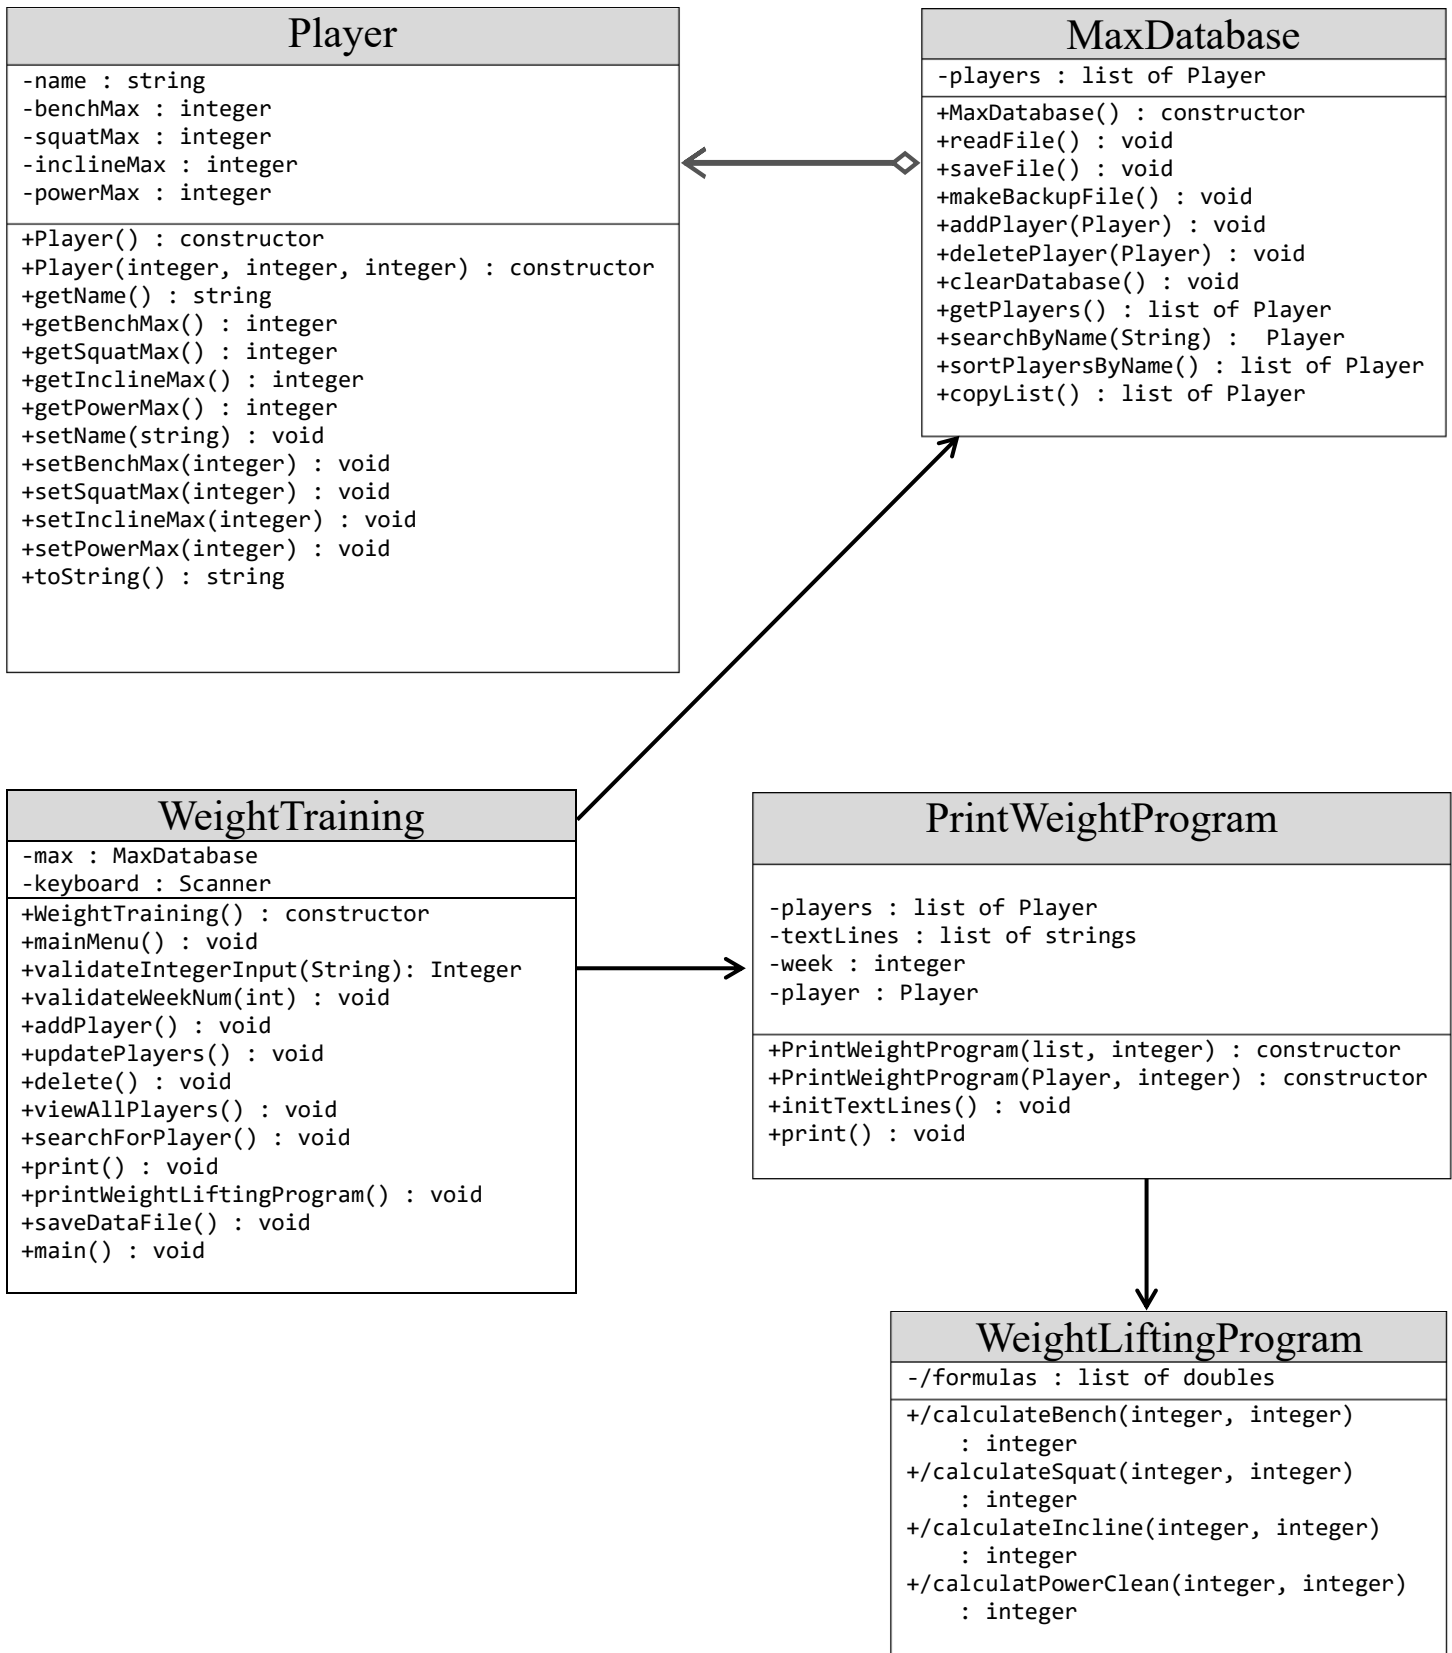 Player
-name : string
-benchMax : integer
-squatMax : integer
-inclineMax : integer
-powerMax : integer
+Player() : constructor
+Player(integer, integer, integer) : constructor
+getName() : string
+getBenchMax() : integer
+getSquatMax() : integer
+getInclineMax() : integer
+getPowerMax() : integer
+setName(string) : void
+setBenchMax(integer) : void
+setSquatMax(integer) : void
+setInclineMax(integer) : void
+setPowerMax(integer) : void
+toString() : string
MaxDatabase
-players : list of Player
+MaxDatabase() : constructor
+readFile() : void
+saveFile() : void
+makeBackupFile() : void
+addPlayer(Player) : void
+deletePlayer(Player) : void
+clearDatabase() : void
+getPlayers() : list of Player
+searchByName(String) :  Player
+sortPlayersByName() : list of Player
+copyList() : list of Player
WeightTraining
-max : MaxDatabase
-keyboard : Scanner
+WeightTraining() : constructor
+mainMenu() : void
+validateIntegerInput(String): Integer
+validateWeekNum(int) : void
+addPlayer() : void
+updatePlayers() : void
+delete() : void
+viewAllPlayers() : void
+searchForPlayer() : void
+print() : void
+printWeightLiftingProgram() : void
+saveDataFile() : void
+main() : void
PrintWeightProgram
-players : list of Player
-textLines : list of strings
-week : integer
-player : Player
+PrintWeightProgram(list, integer) : constructor
+PrintWeightProgram(Player, integer) : constructor
+initTextLines() : void
+print() : void
WeightLiftingProgram
-/formulas : list of doubles
+/calculateBench(integer, integer)
: integer
+/calculateSquat(integer, integer)
: integer
+/calculateIncline(integer, integer)
: integer
+/calculatPowerClean(integer, integer)
: integer